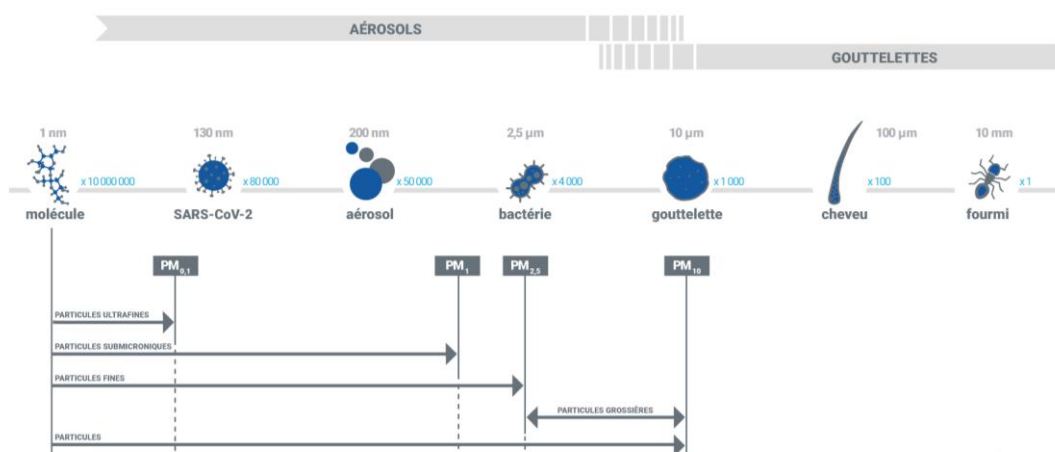 AÉROSOLS
GOUTTELETTES
1 nm 130 nm 200 nm 2,5 µm 10 µm 100 µm 10 mm
x 10 000 000 x 80 000 x 50 000 x 4 000 x 1 000 x 100 x 1
molécule SARS-CoV-2 aérosol bactérie gouttelette cheveu fourmi
PM0,1 PM1 PM2,5 PM10
PARTICULES ULTRAFINES
PARTICULES SUBMICRONIQUES
PARTICULES FINES
PARTICULES GROSSIÈRES
PARTICULES